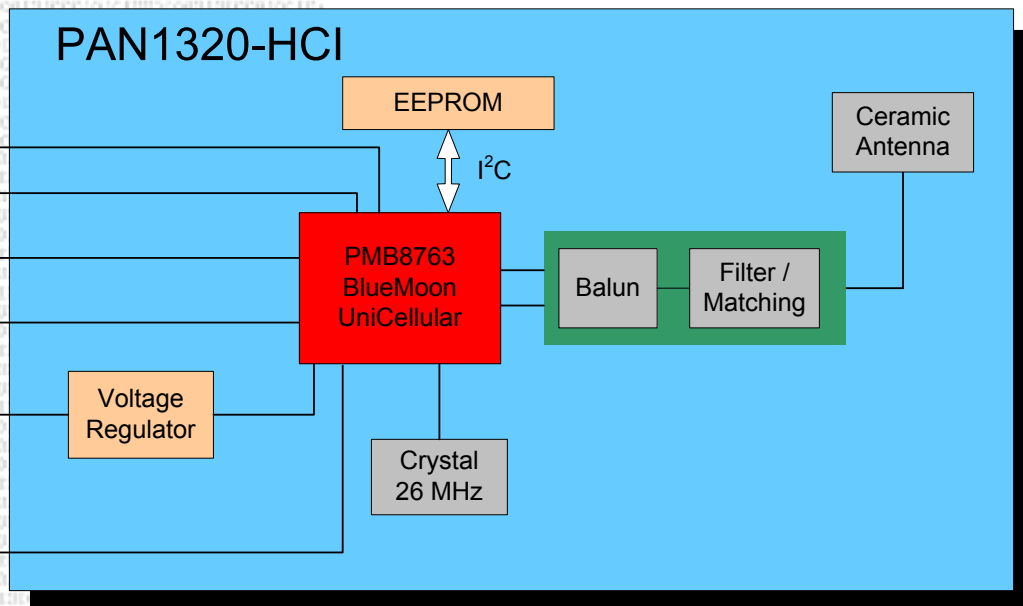 PAN1320-HCI
EEPROM
I²C
Ceramic
Antenna
PMB8763
BlueMoon
UniCellular
Balun
Filter /
Matching
Voltage
Regulator
Crystal
26 MHz